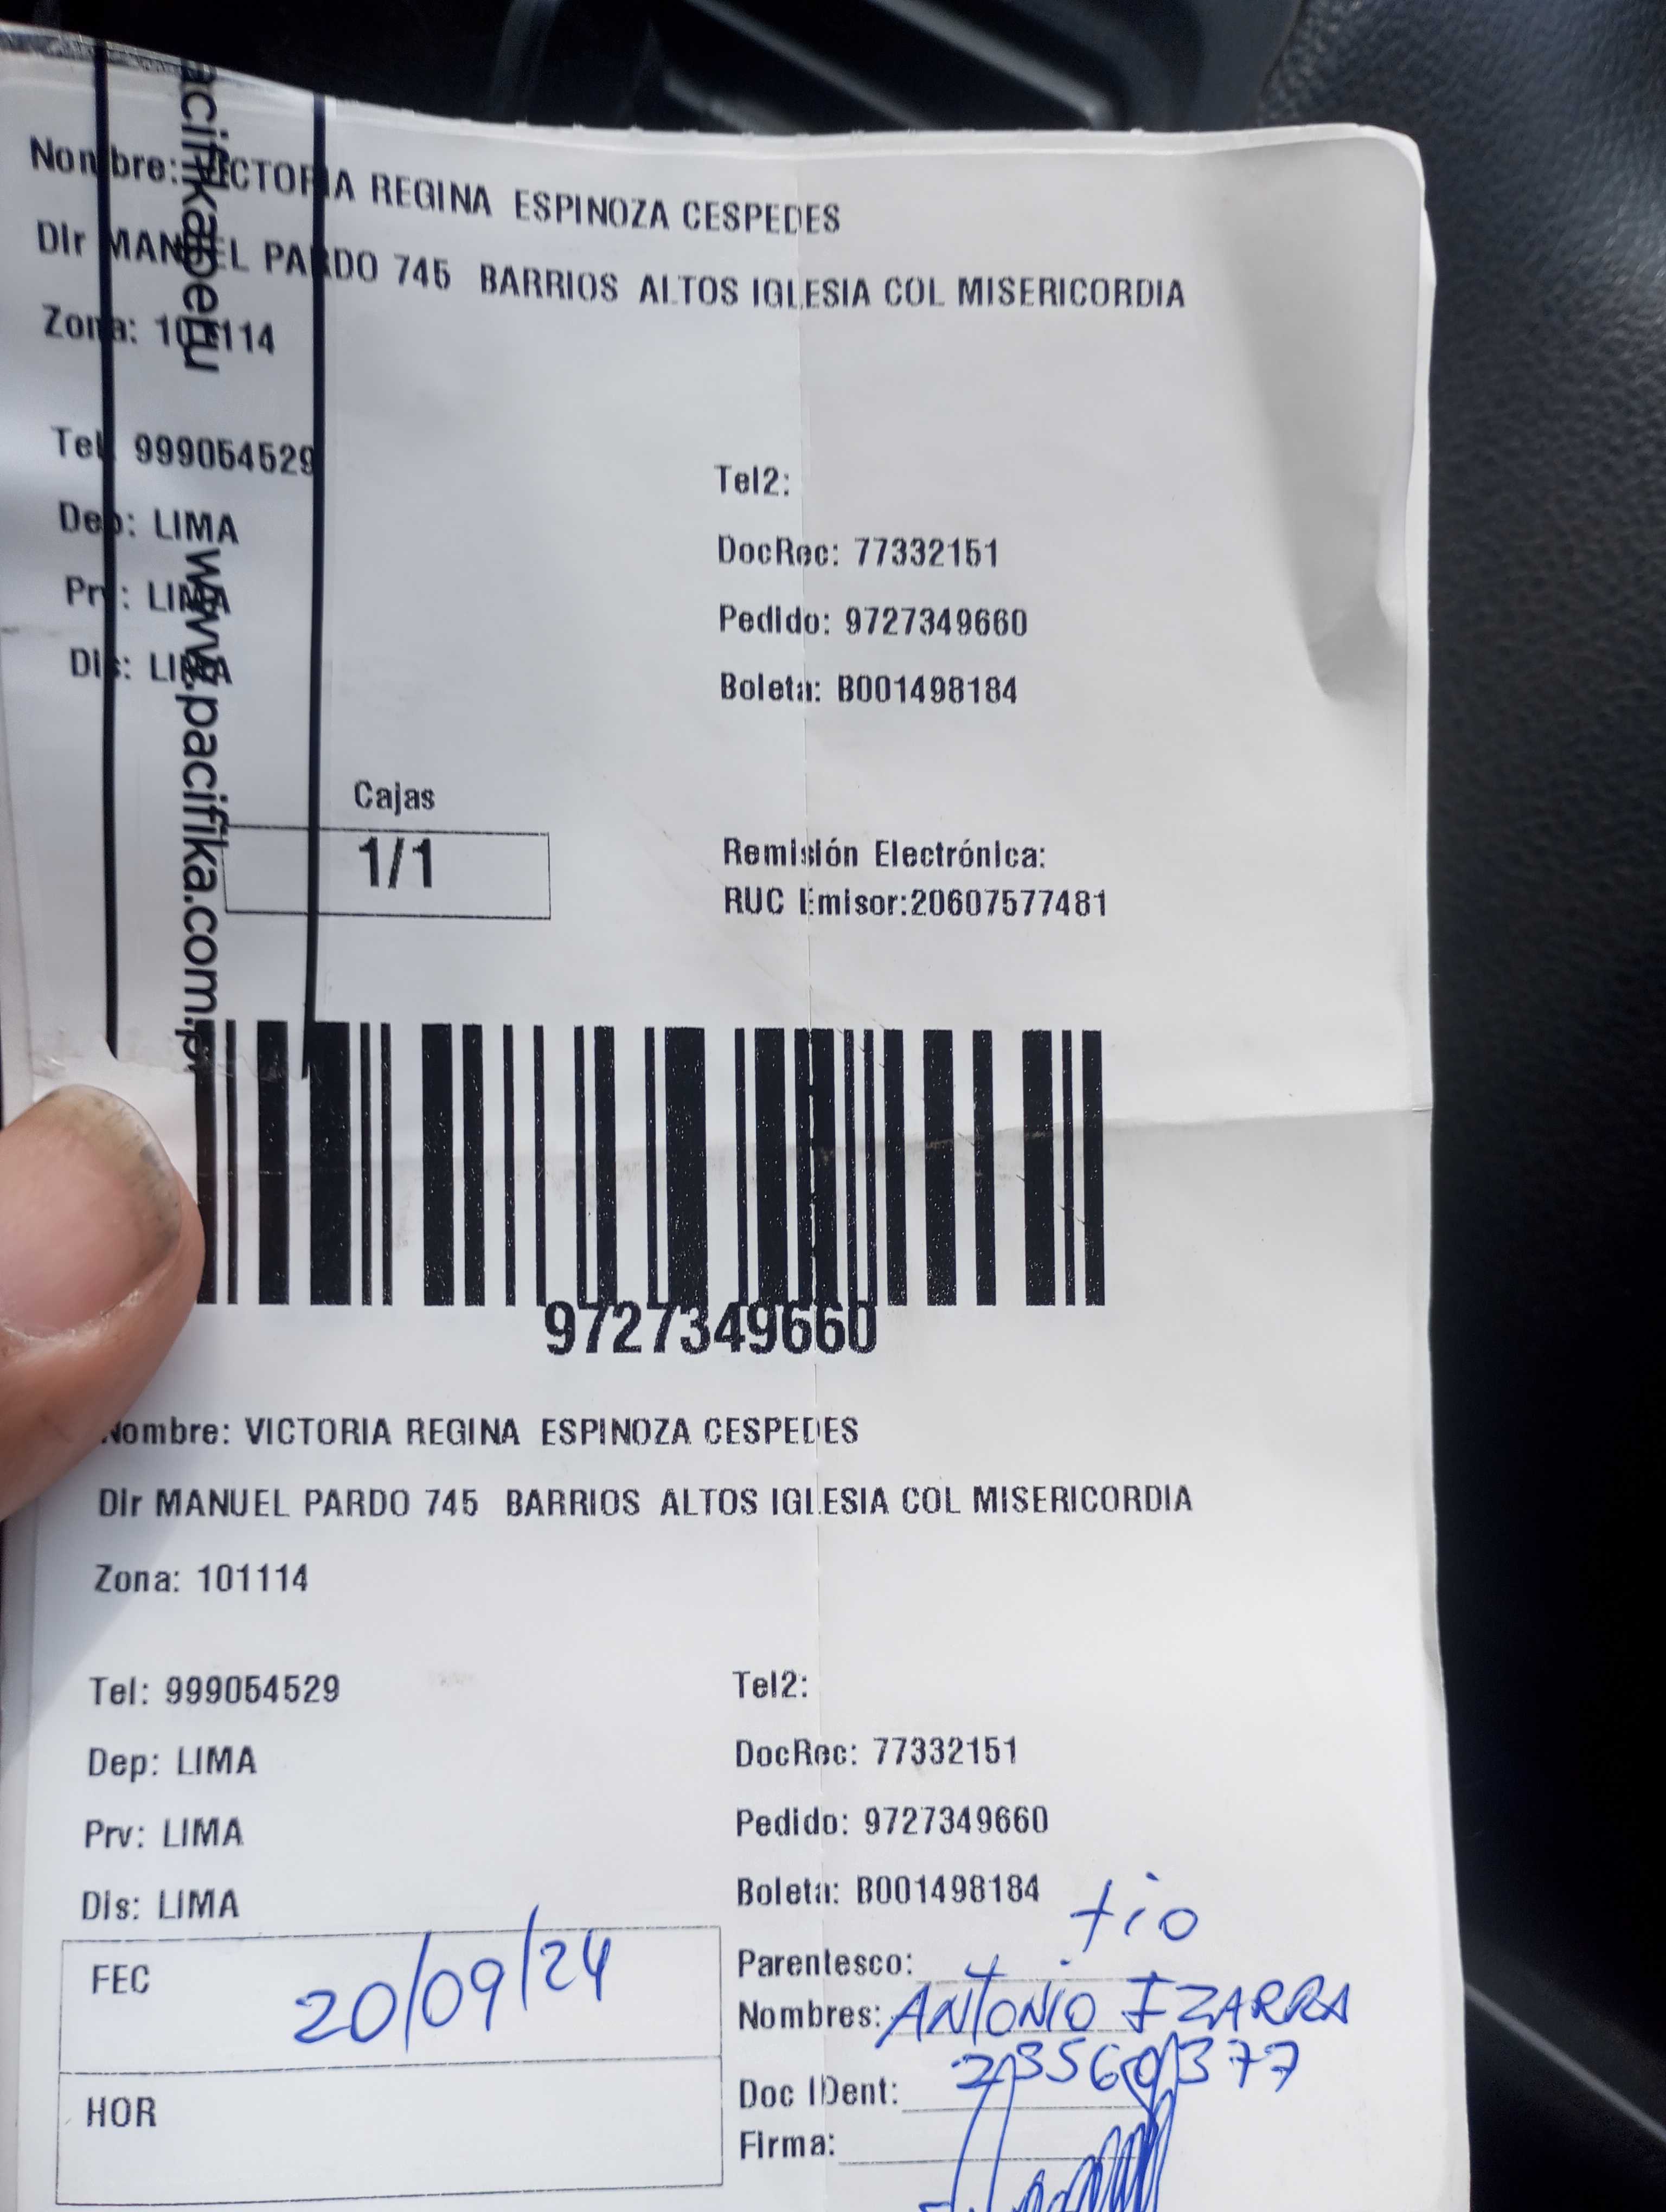 acifikaperu
www.pacifika.com.p
Nombre: VICTORIA REGINA ESPINOZA CESPEDES
Dir MANUEL PARDO 745 BARRIOS ALTOS IGLESIA COL MISERICORDIA
Zona: 101114
Tel: 999054529
Tel2:
Dep: LIMA
DocRec: 77332151
Prv: LIMA
Pedido: 9727349660
Dis: LIMA
Boleta: B001498184
Cajas
1/1
Remisión Electrónica:
RUC Emisor:20607577481
9727349660
Nombre: VICTORIA REGINA ESPINOZA CESPEDES
Dir MANUEL PARDO 745 BARRIOS ALTOS IGLESIA COL MISERICORDIA
Zona: 101114
Tel: 999054529
Tel2:
Dep: LIMA
DocRec: 77332151
Prv: LIMA
Pedido: 9727349660
Dis: LIMA
Boleta: B001498184
FEC 20/09/24
HOR
Parentesco: tio
Nombres: ANTONIO IZARRA
Doc IDent:
Firma: